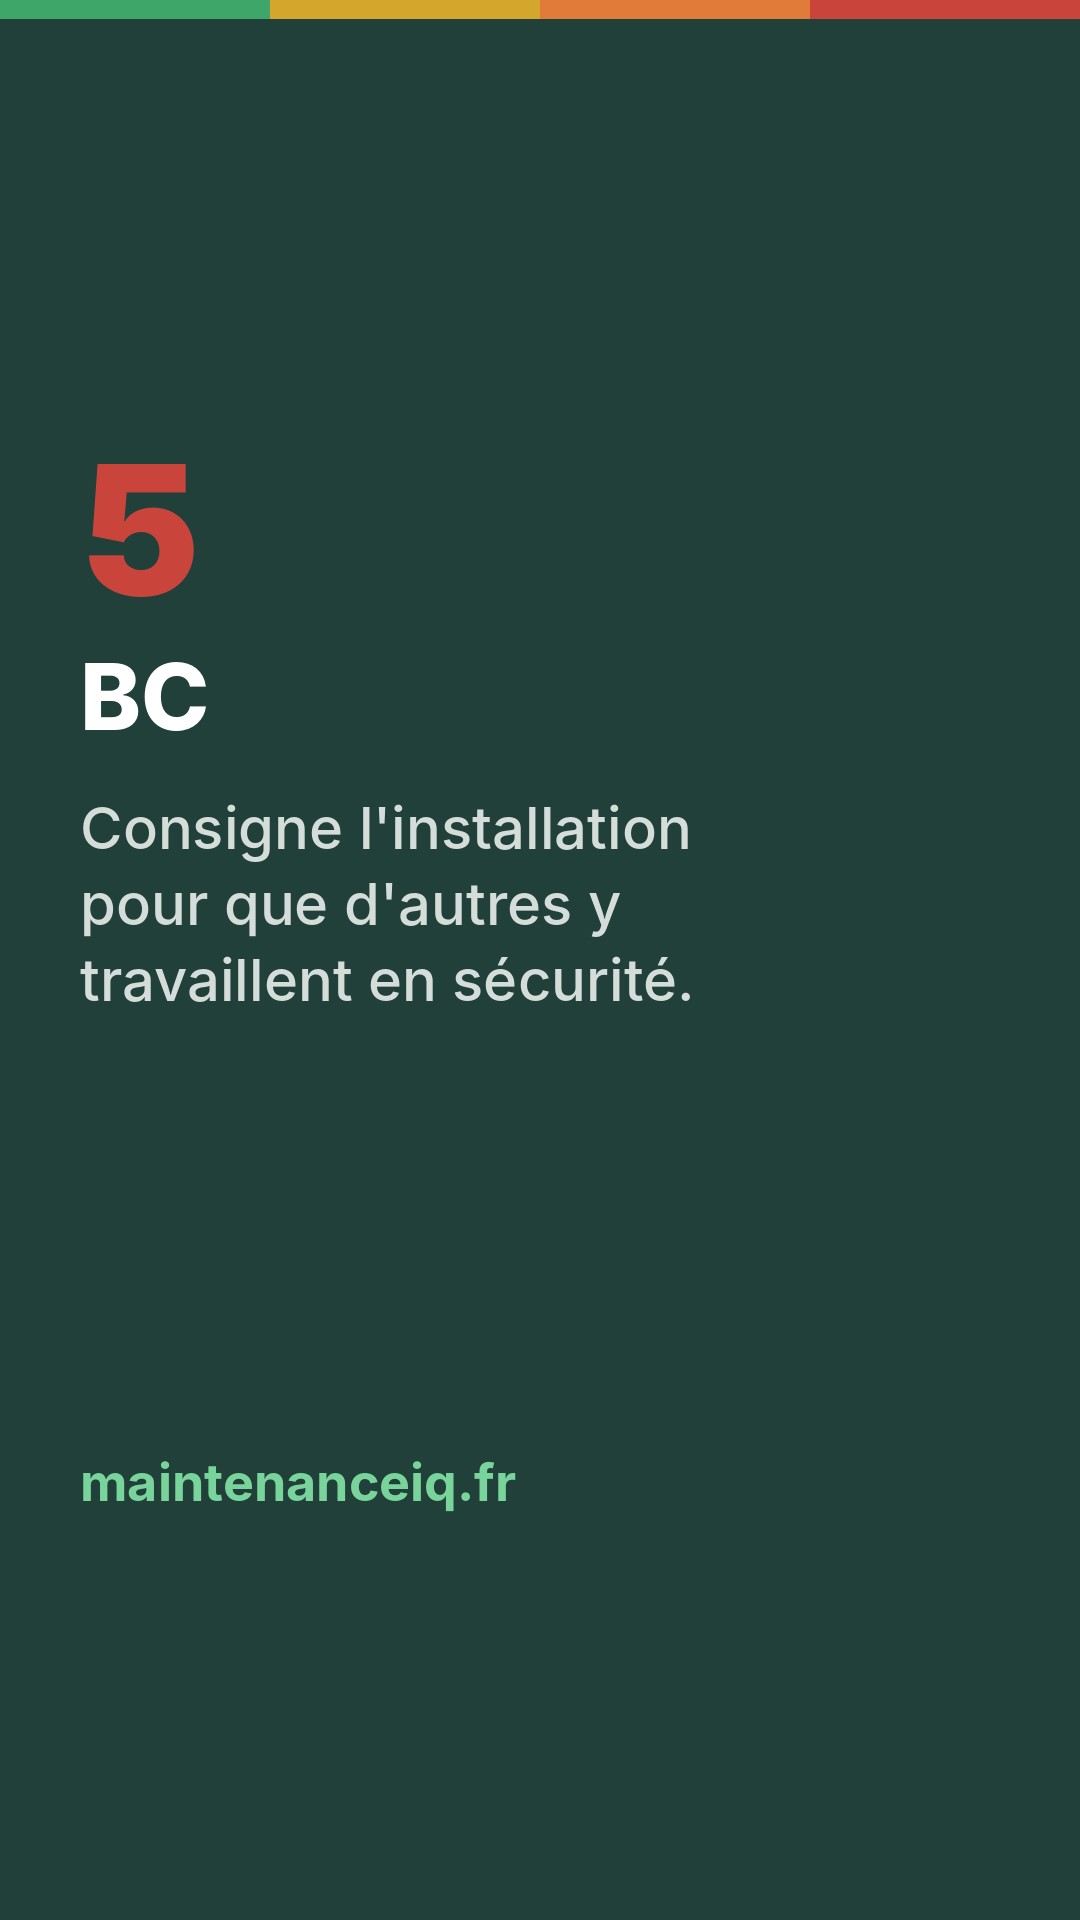 5
BC
Consigne l'installation
pour que d'autres y
travaillent en sécurité.
maintenanceiq.fr